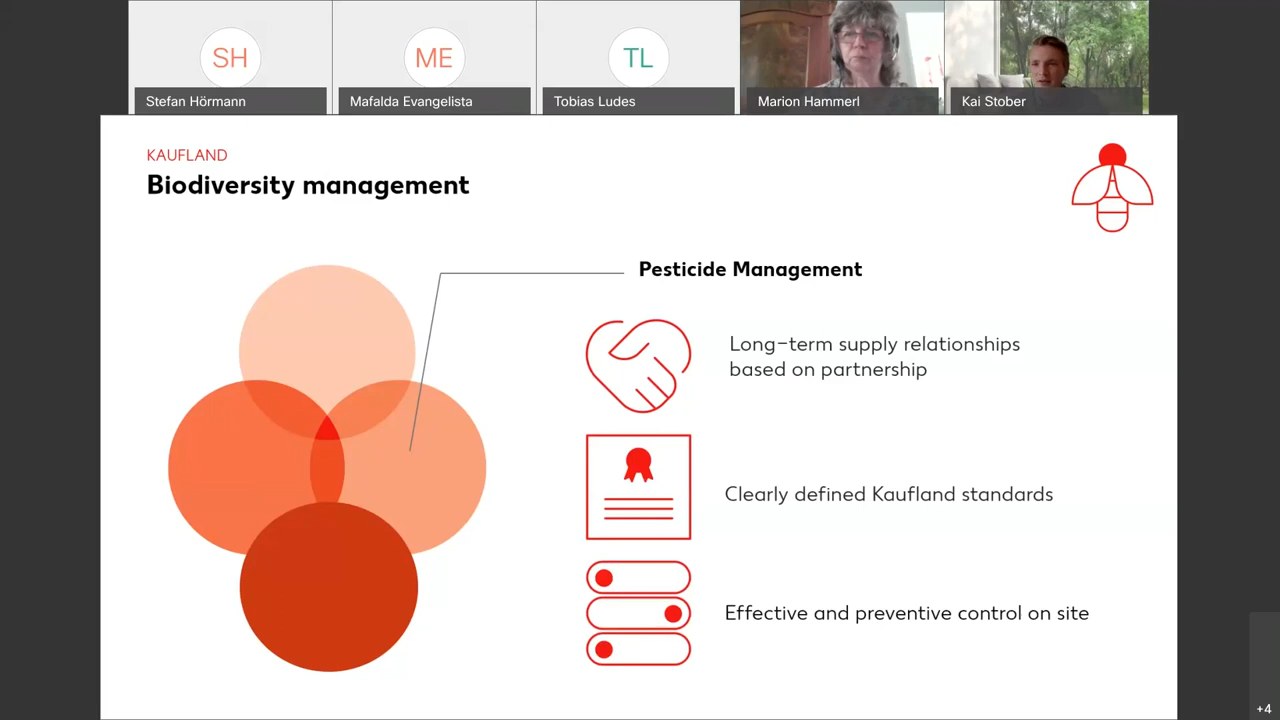 SH
ME
TL
Stefan Hörmann
Mafalda Evangelista
Tobias Ludes
Marion Hammerl
Kai Stober
KAUFLAND
Biodiversity management
Pesticide Management
Long-term supply relationships
based on partnership
Clearly defined Kaufland standards
Effective and preventive control on site
+4